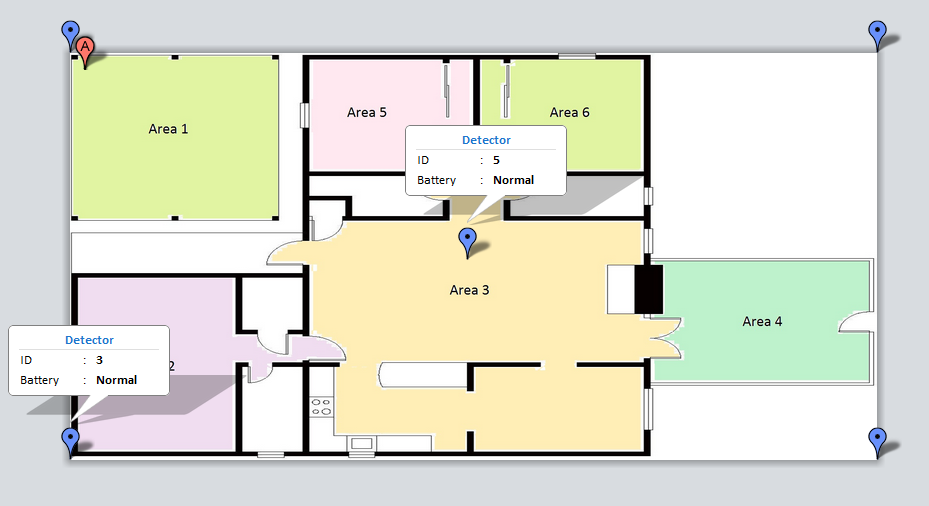 A
Area 1
Area 5
Area 6
Detector
ID : 5
Battery : Normal
Area 3
Area 4
Detector
ID : 3
Battery : Normal
2